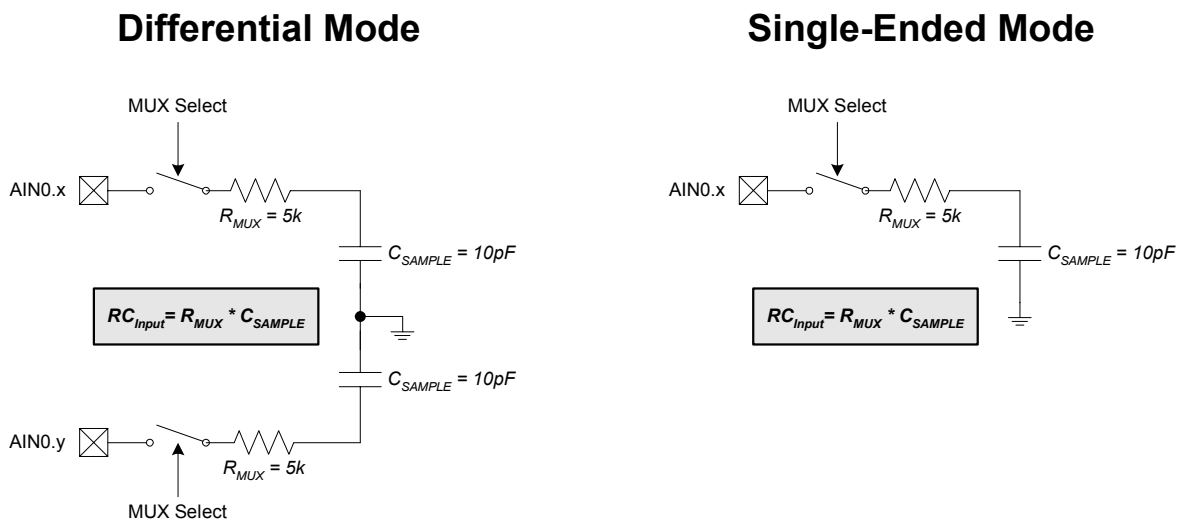 Differential Mode
MUX Select
AIN0.x
R_MUX = 5k
C_SAMPLE = 10pF
RC_Input= R_MUX * C_SAMPLE
C_SAMPLE = 10pF
AIN0.y
R_MUX = 5k
MUX Select
Single-Ended Mode
MUX Select
AIN0.x
R_MUX = 5k
C_SAMPLE = 10pF
RC_Input= R_MUX * C_SAMPLE